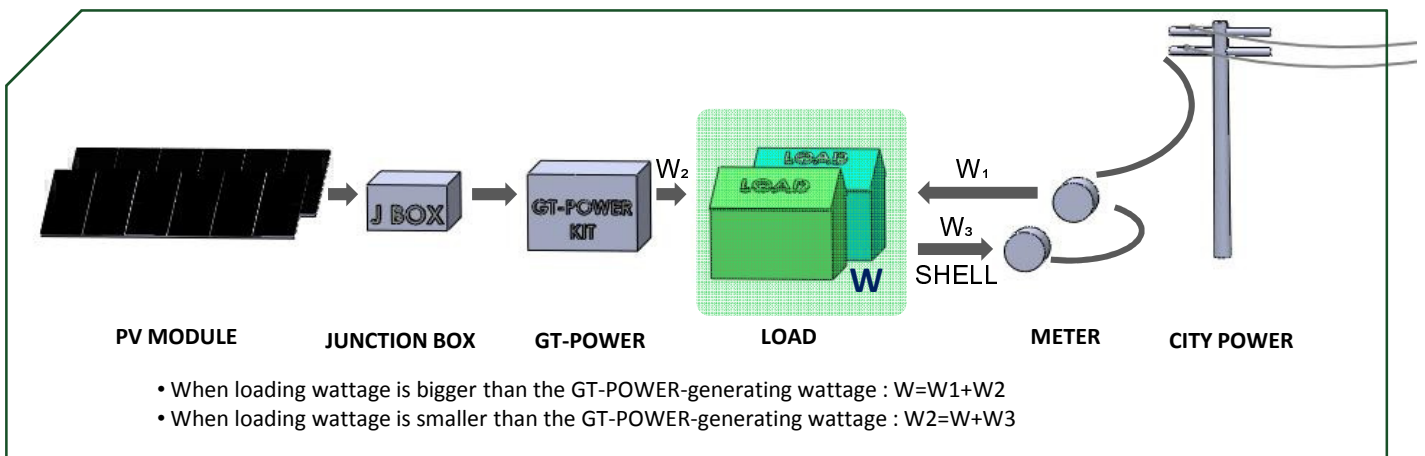 LOAD
LOAD
W₂
W₁
J BOX
GT-POWER
KIT
W₃
W
SHELL
PV MODULE
JUNCTION BOX
GT-POWER
LOAD
METER
CITY POWER
• When loading wattage is bigger than the GT-POWER-generating wattage : W=W1+W2
• When loading wattage is smaller than the GT-POWER-generating wattage : W2=W+W3